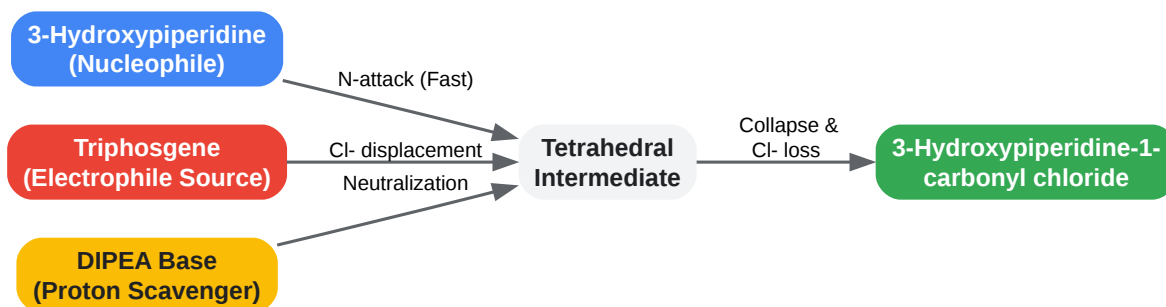 3-Hydroxypiperidine
(Nucleophile)
N-attack (Fast)
Triphosgene
(Electrophile Source)
Cl- displacement
Neutralization
DIPEA Base
(Proton Scavenger)
Tetrahedral
Intermediate
Collapse &
Cl- loss
3-Hydroxypiperidine-1-
carbonyl chloride